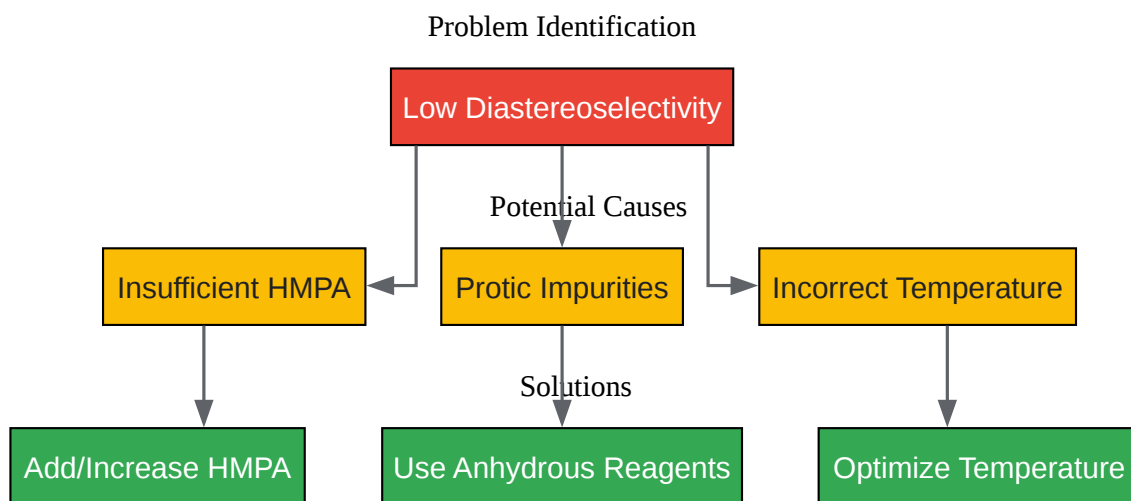 Problem Identification
Low Diastereoselectivity
Potential Causes
Insufficient HMPA
Protic Impurities
Incorrect Temperature
Solutions
Add/Increase HMPA
Use Anhydrous Reagents
Optimize Temperature